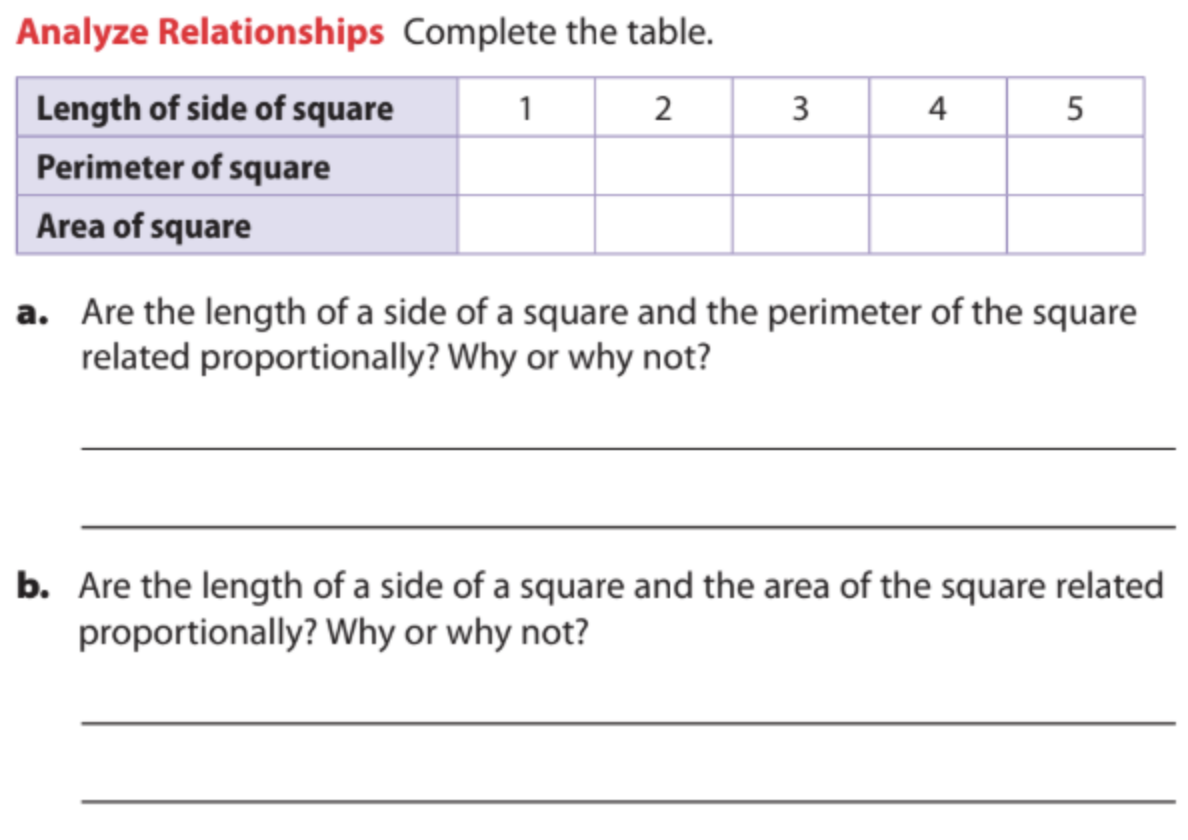 Analyze Relationships Complete the table.
Length of side of square 1 2 3 4 5
Perimeter of square
Area of square
a. Are the length of a side of a square and the perimeter of the square
related proportionally? Why or why not?
b. Are the length of a side of a square and the area of the square related
proportionally? Why or why not?